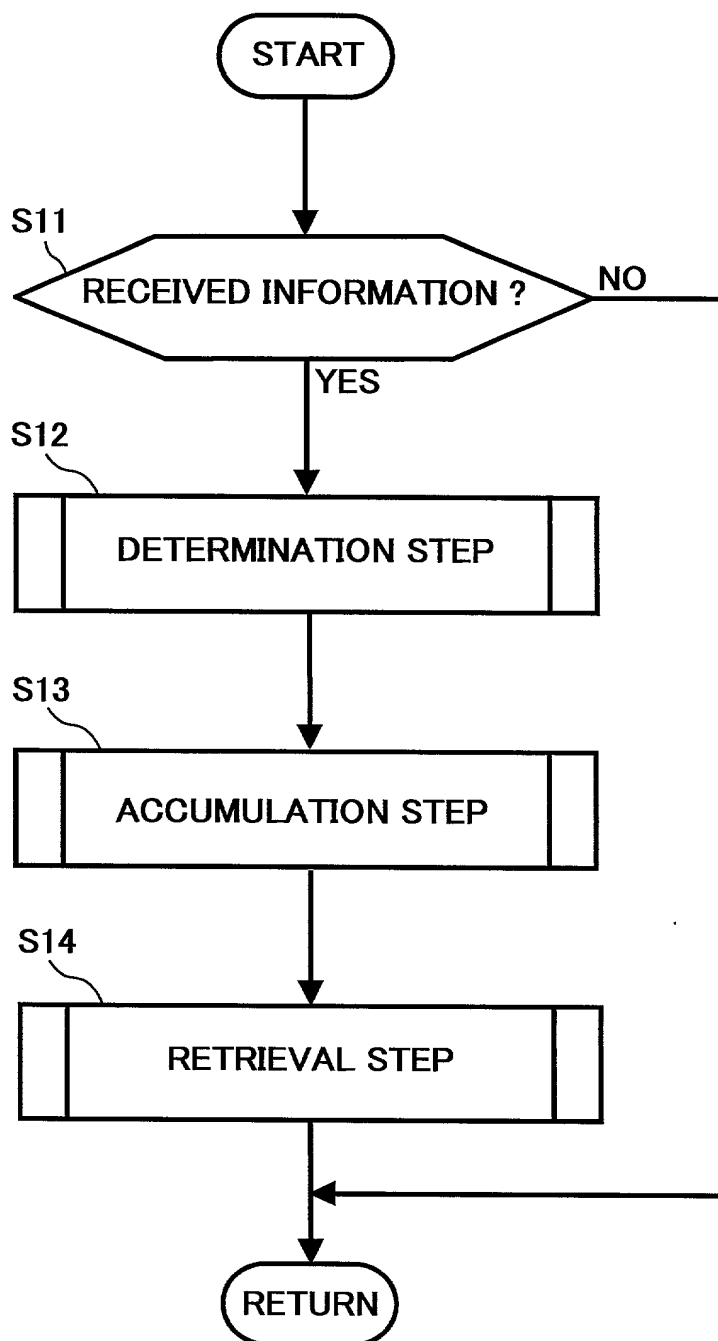 START
S11
RECEIVED INFORMATION ?
NO
YES
S12
DETERMINATION STEP
S13
ACCUMULATION STEP
S14
RETRIEVAL STEP
RETURN